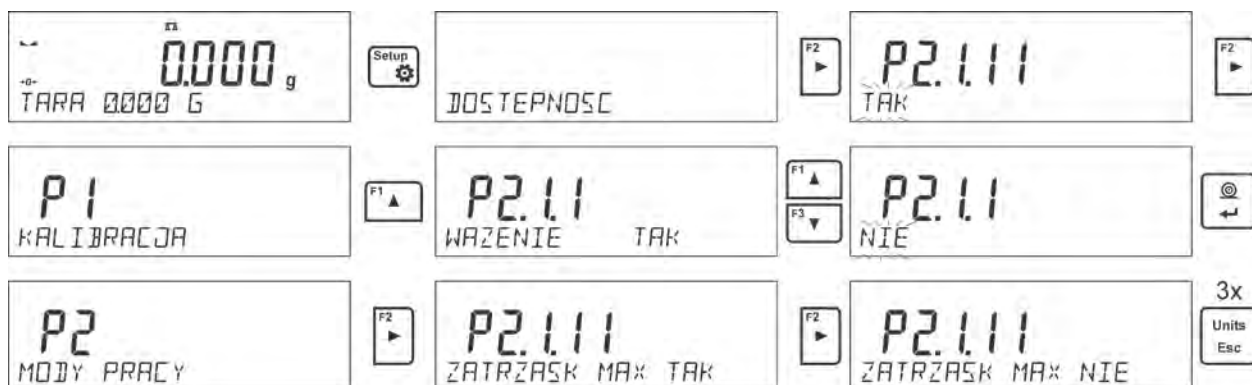 0.000 g
TARA 0.000 G
Setup
DOSTEPNOSC
F2
P2.1.11
TAK
F2
P1
KALIBRACJA
F1
P2.1.1
WAZENIE TAK
F1
F3
P2.1.1
NIE
P2
MODY PRACY
F2
P2.1.11
ZATRZASK MAX TAK
F2
P2.1.11
ZATRZASK MAX NIE
3x
Units
Esc